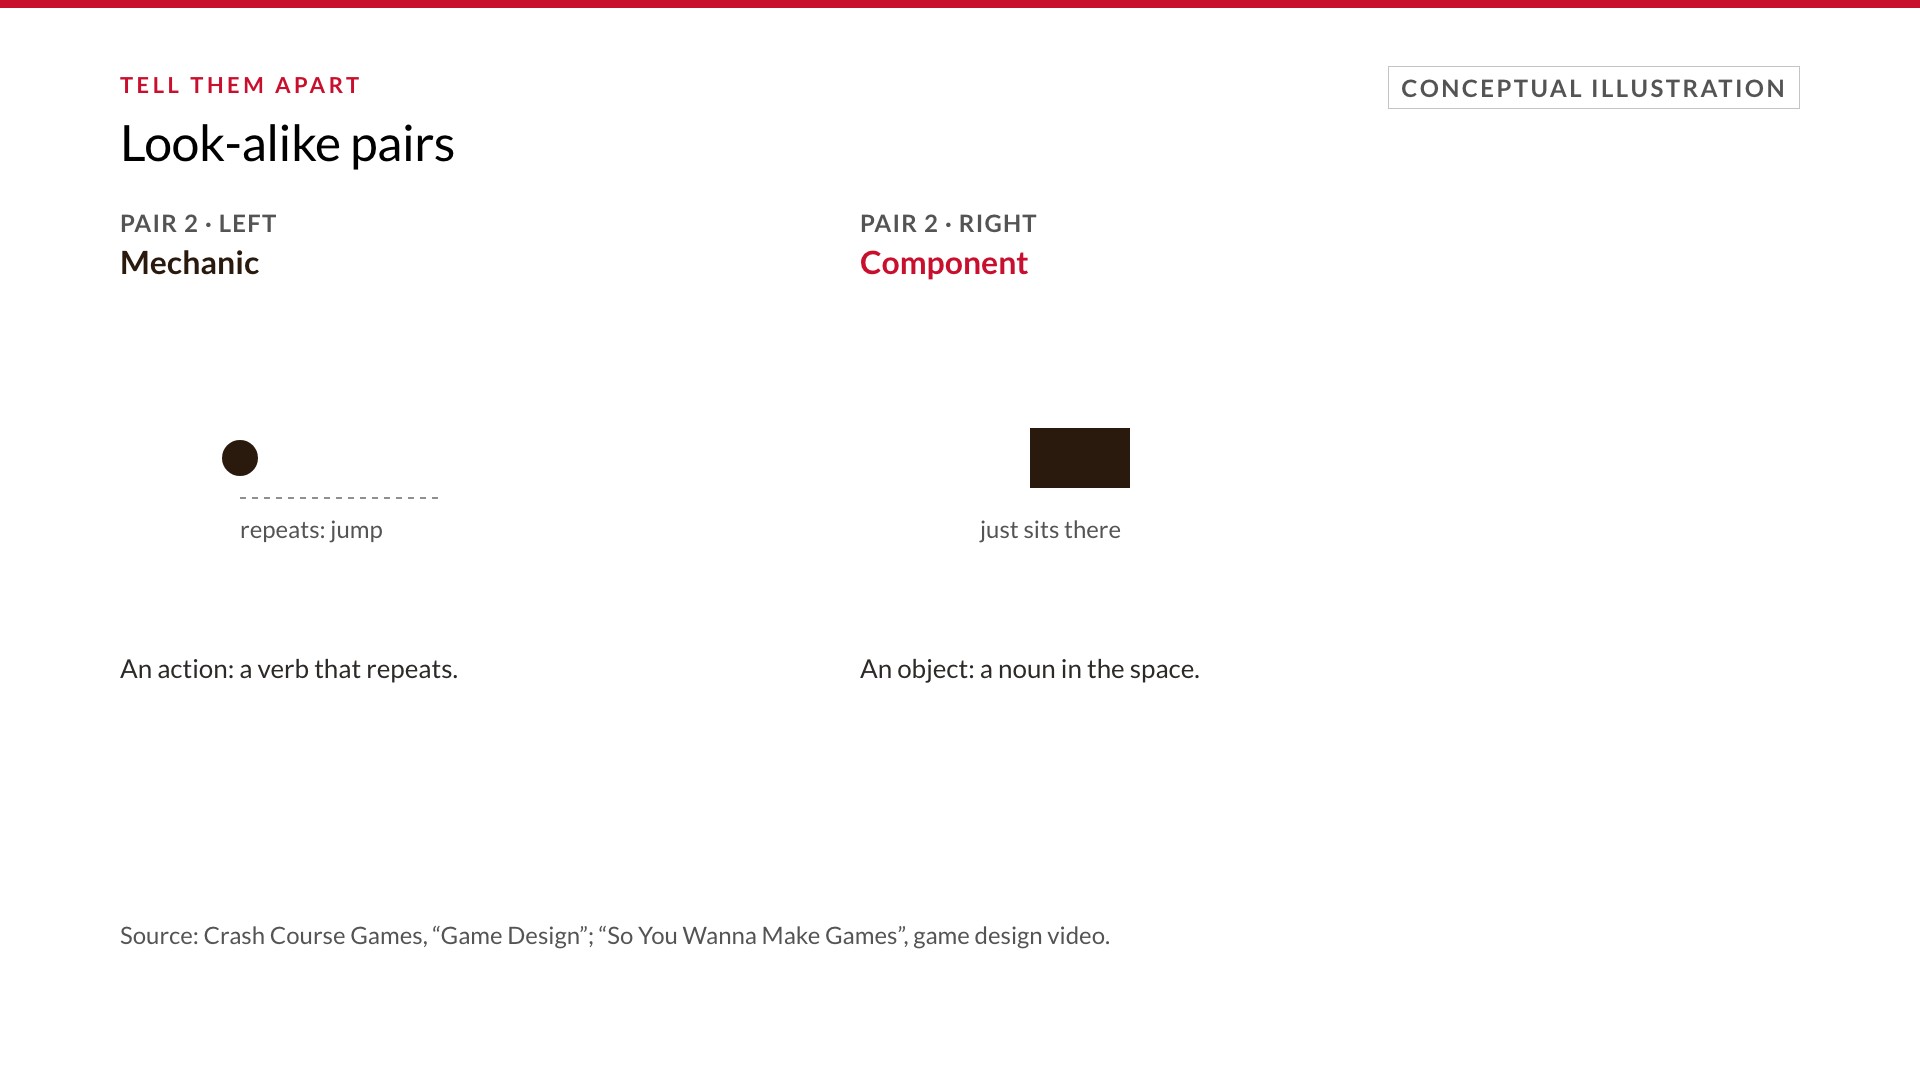 TELL THEM APART
CONCEPTUAL ILLUSTRATION
Look-alike pairs
PAIR 2 · LEFT
Mechanic
PAIR 2 · RIGHT
Component
repeats: jump
just sits there
An action: a verb that repeats.
An object: a noun in the space.
Source: Crash Course Games, “Game Design”; “So You Wanna Make Games”, game design video.